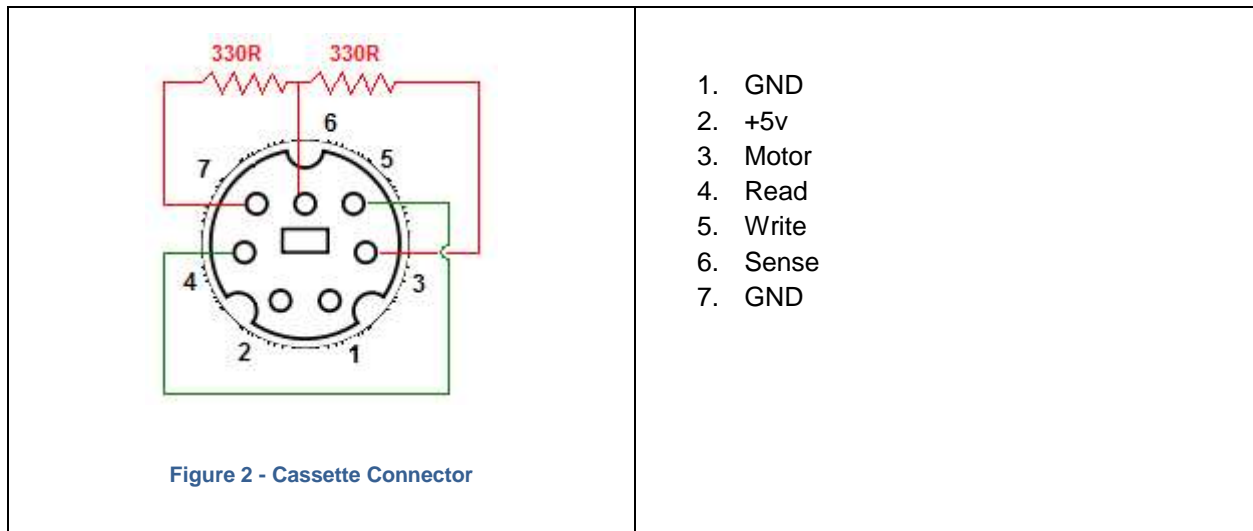 330R 330R
6
7 5
4 3
2 1
Figure 2 - Cassette Connector
1. GND
2. +5v
3. Motor
4. Read
5. Write
6. Sense
7. GND